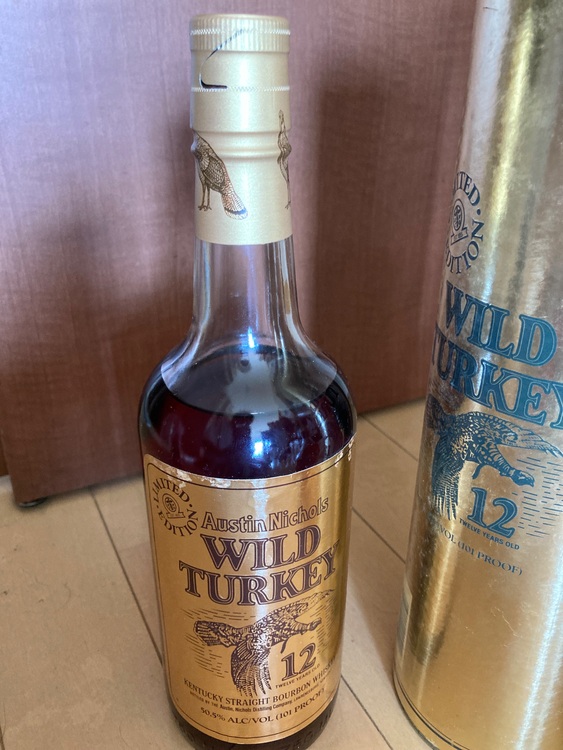 LIMITED
EDITION
Austin Nichols
WILD
TURKEY
12
TWELVE YEARS OLD
KENTUCKY STRAIGHT BOURBON WHISKEY
50.5% ALC/VOL (101 PROOF)
LIMITED
EDITION
WILD
TURKEY
12
TWELVE YEARS OLD
(101 PROOF)